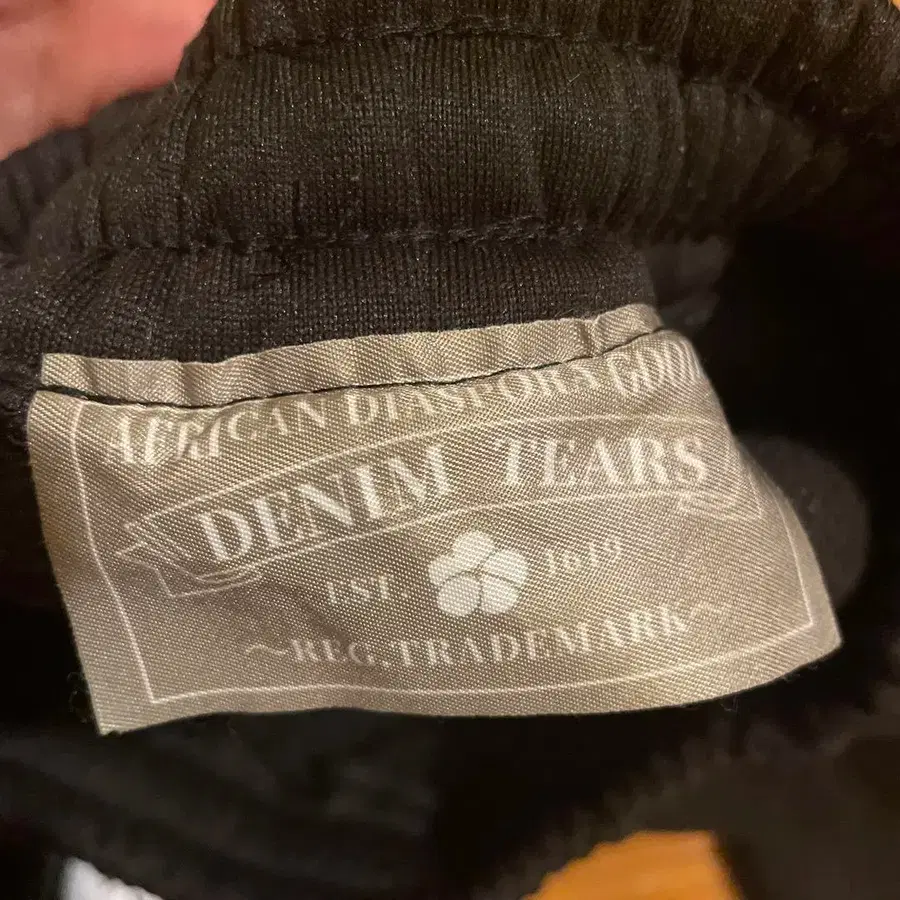 AFRICAN DIASPORA GOODS
DENIM TEARS
EST 1619
~REG. TRADEMARK~